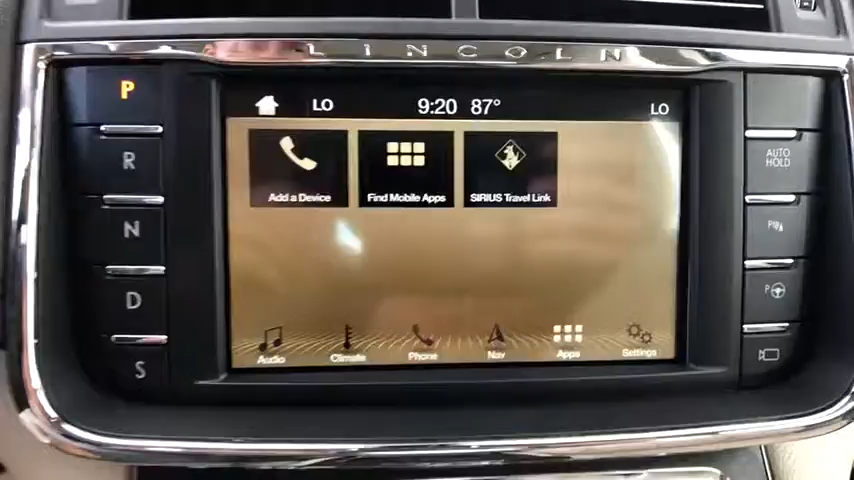 LINCOLN
P
R
N
D
S
LO
9:20 87°
LO
Add a Device
Find Mobile Apps
SIRIUS Travel Link
Audio
Climate
Phone
Nav
Apps
Settings
AUTO
HOLD
P
P